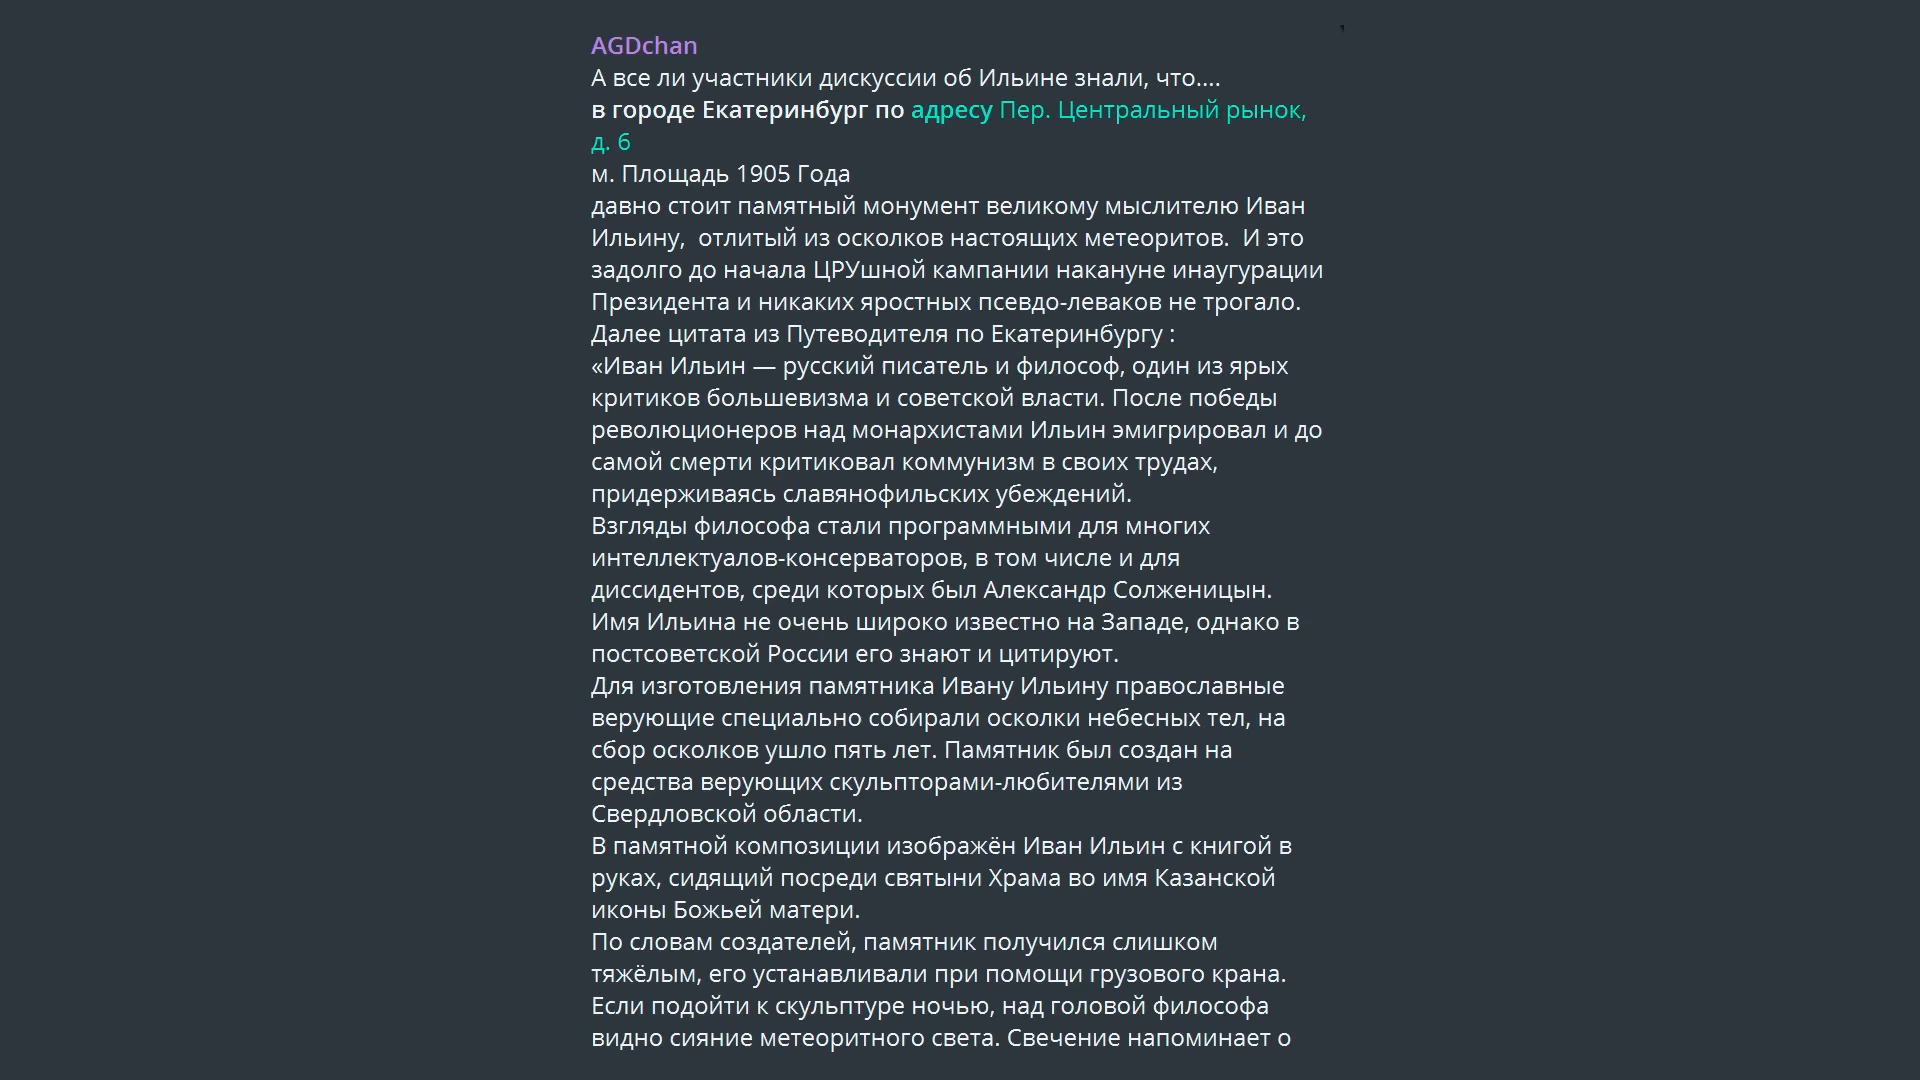 AGDchan
А все ли участники дискуссии об Ильине знали, что....
в городе Екатеринбург по адресу Пер. Центральный рынок,
д. 6
м. Площадь 1905 Года
давно стоит памятный монумент великому мыслителю Иван
Ильину,  отлитый из осколков настоящих метеоритов.  И это
задолго до начала ЦРУшной кампании накануне инаугурации
Президента и никаких яростных псевдо-леваков не трогало.
Далее цитата из Путеводителя по Екатеринбургу :
«Иван Ильин — русский писатель и философ, один из ярых
критиков большевизма и советской власти. После победы
революционеров над монархистами Ильин эмигрировал и до
самой смерти критиковал коммунизм в своих трудах,
придерживаясь славянофильских убеждений.
Взгляды философа стали программными для многих
интеллектуалов-консерваторов, в том числе и для
диссидентов, среди которых был Александр Солженицын.
Имя Ильина не очень широко известно на Западе, однако в
постсоветской России его знают и цитируют.
Для изготовления памятника Ивану Ильину православные
верующие специально собирали осколки небесных тел, на
сбор осколков ушло пять лет. Памятник был создан на
средства верующих скульпторами-любителями из
Свердловской области.
В памятной композиции изображён Иван Ильин с книгой в
руках, сидящий посреди святыни Храма во имя Казанской
иконы Божьей матери.
По словам создателей, памятник получился слишком
тяжёлым, его устанавливали при помощи грузового крана.
Если подойти к скульптуре ночью, над головой философа
видно сияние метеоритного света. Свечение напоминает о